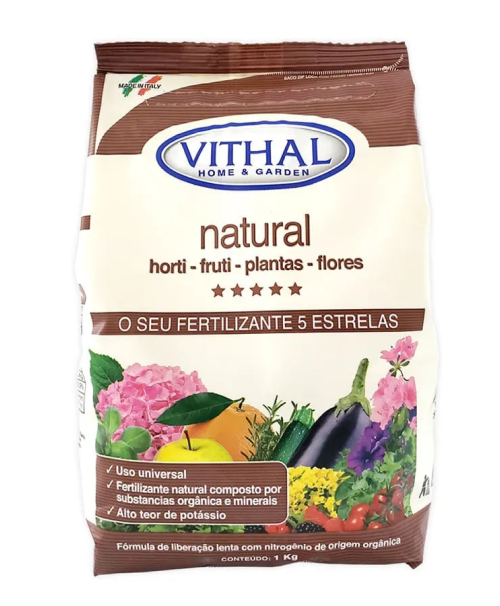 MADE IN ITALY
VITHAL
HOME & GARDEN
natural
horti - fruti - plantas - flores
O SEU FERTILIZANTE 5 ESTRELAS
✓ Uso universal
✓ Fertilizante natural composto por
substancias orgânica e minerais
✓ Alto teor de potássio
Fórmula de liberação lenta com nitrogênio de origem orgânica
CONTEÚDO: 1 Kg